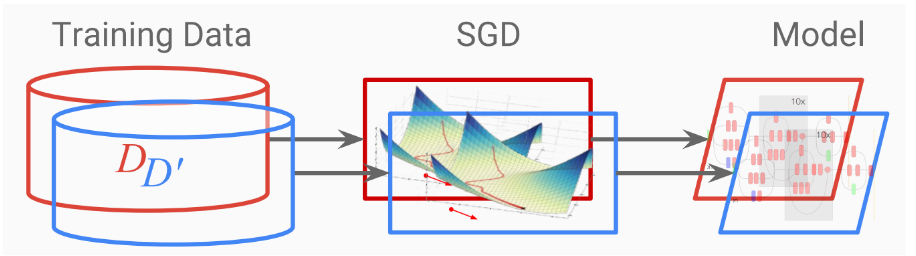 Training Data
SGD
Model
D
D'
10x
10x